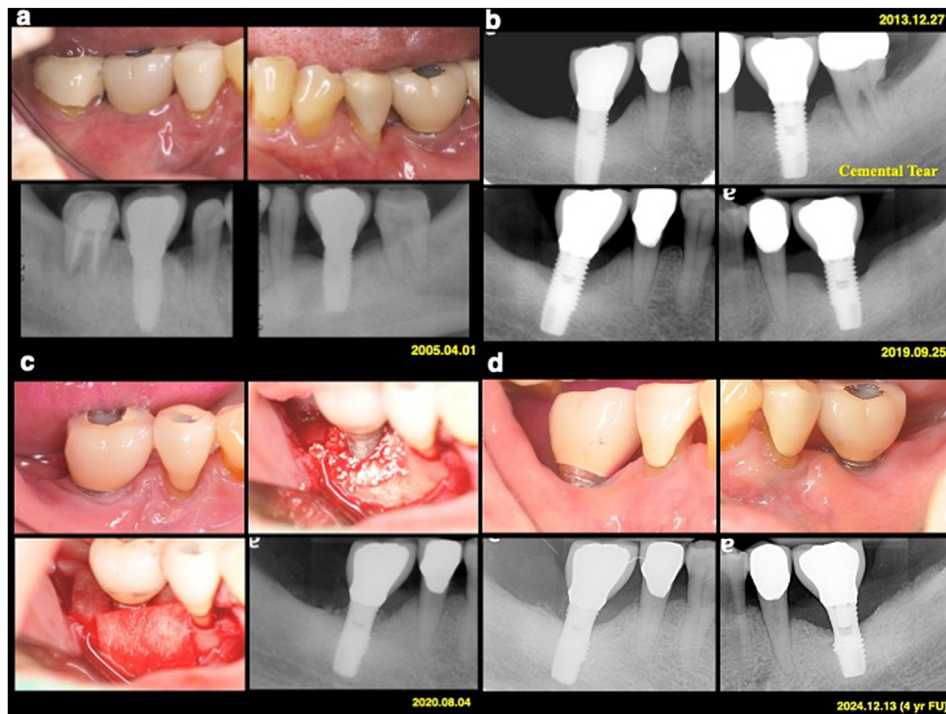 a
2005.04.01
b
2013.12.27
Cemental Tear
2019.09.25
c
2020.08.04
d
2024.12.13 (4 yr FU)